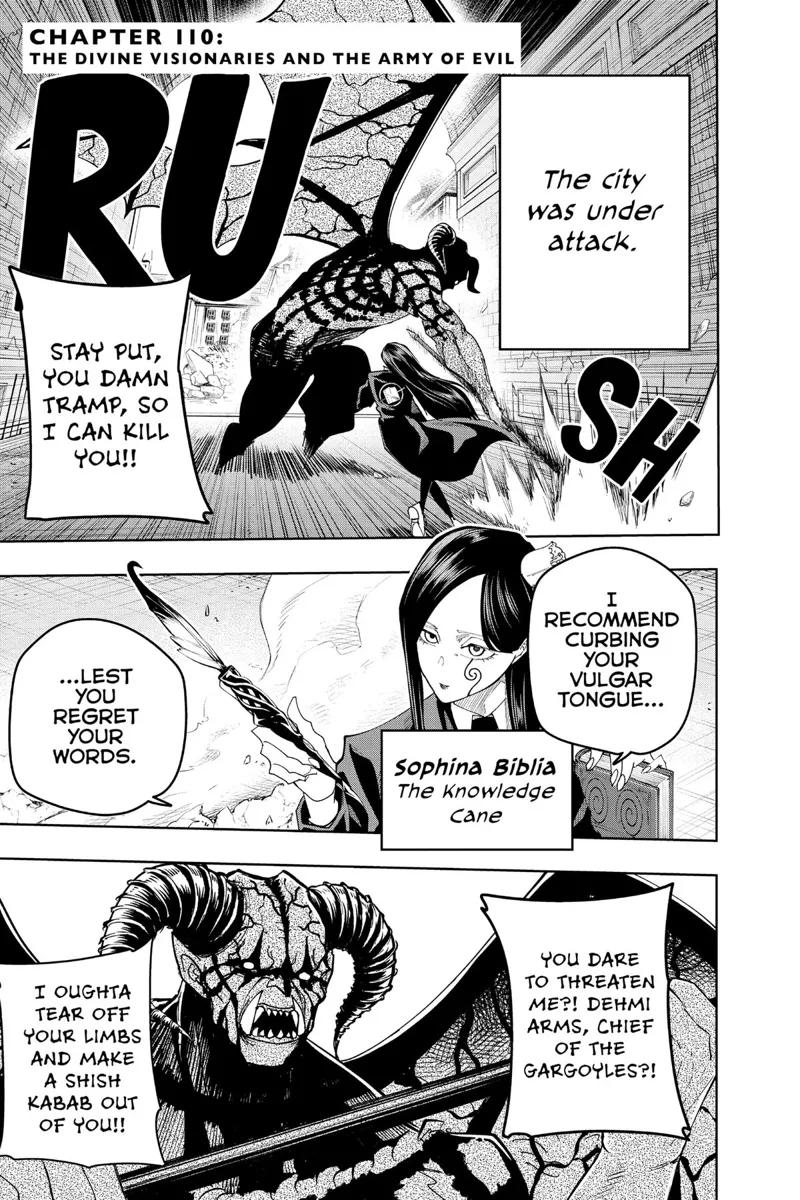 CHAPTER 110:
THE DIVINE VISIONARIES AND THE ARMY OF EVIL
The city
was under
attack.
RU
SH
STAY PUT,
YOU DAMN
TRAMP, SO
I CAN KILL
YOU!!
I
RECOMMEND
CURBING
YOUR
VULGAR
TONGUE...
...LEST
YOU
REGRET
YOUR
WORDS.
Sophina Biblia
The Knowledge
Cane
YOU DARE
TO THREATEN
ME?! DEHMI
ARMS, CHIEF
OF THE
GARGOYLES?!
I OUGHTA
TEAR OFF
YOUR LIMBS
AND MAKE
A SHISH
KABAB OUT
OF YOU!!